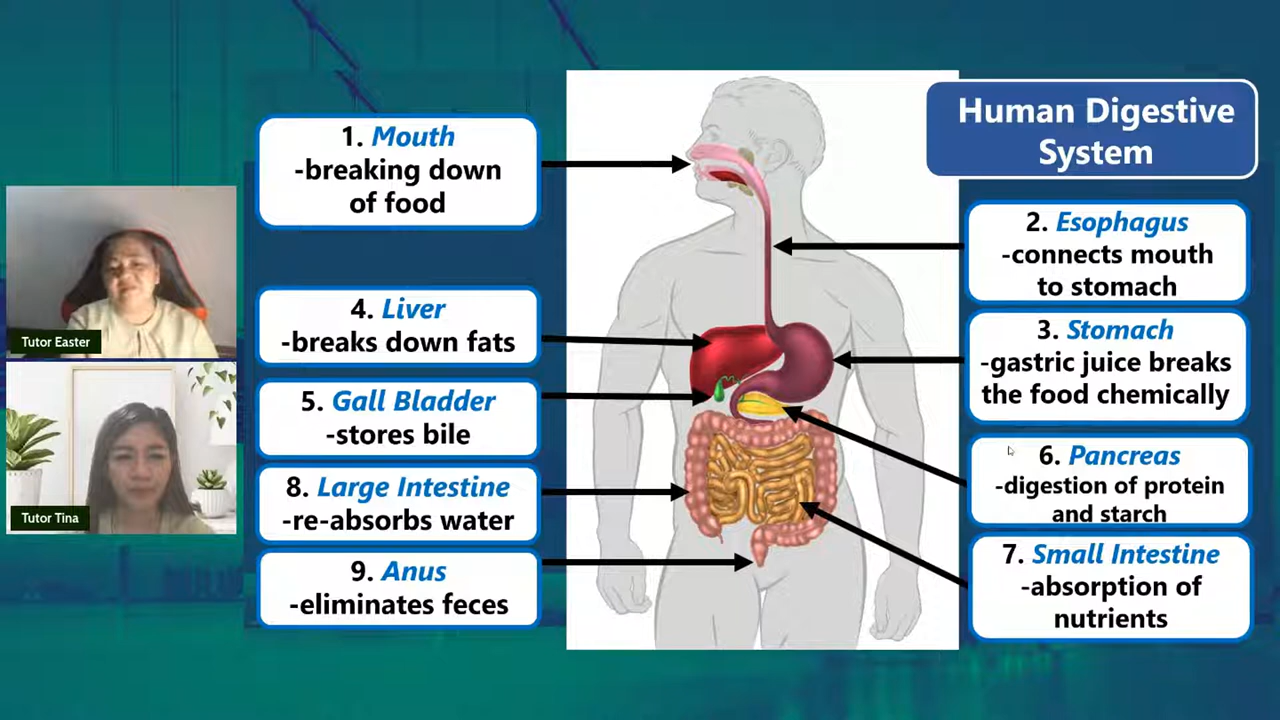 Human Digestive
System
1. Mouth
-breaking down
of food
2. Esophagus
-connects mouth
to stomach
3. Stomach
-gastric juice breaks
the food chemically
4. Liver
-breaks down fats
5. Gall Bladder
-stores bile
6. Pancreas
-digestion of protein
and starch
7. Small Intestine
-absorption of
nutrients
8. Large Intestine
-re-absorbs water
9. Anus
-eliminates feces
Tutor Easter
Tutor Tina